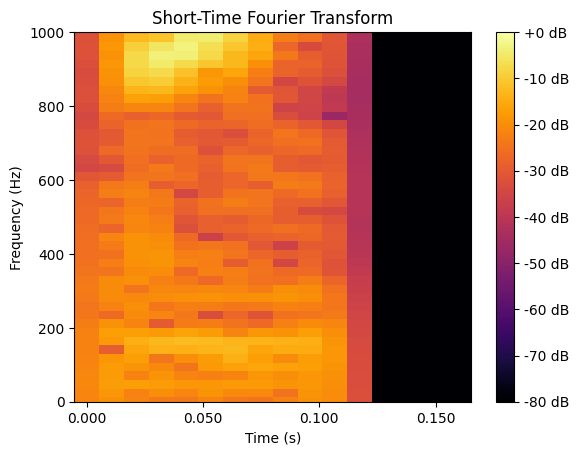 Short-Time Fourier Transform
1000
800
600
400
200
0
Frequency (Hz)
0.000
0.050
0.100
0.150
Time (s)
+0 dB
-10 dB
-20 dB
-30 dB
-40 dB
-50 dB
-60 dB
-70 dB
-80 dB